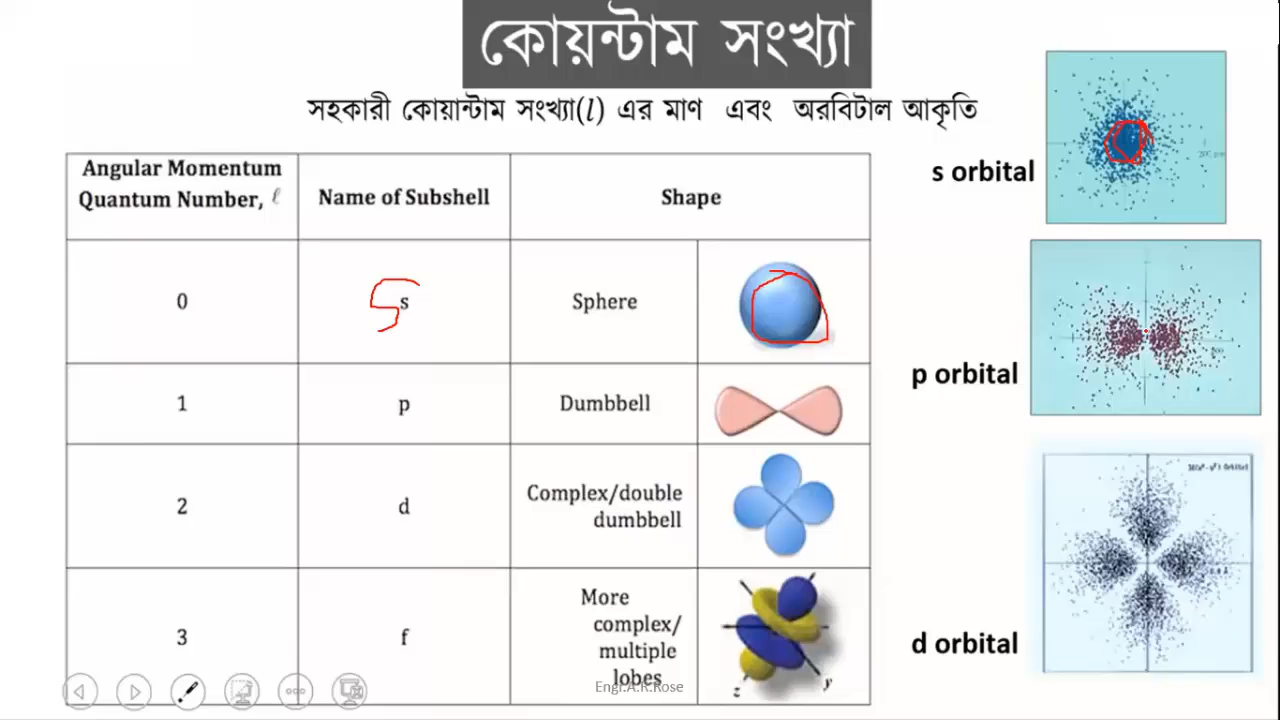 কোয়ন্টাম সংখ্যা
সহকারী কোয়ান্টাম সংখ্যা(l) এর মাণ এবং অরবিটাল আকৃতি
Angular Momentum
Quantum Number, ℓ
Name of Subshell
Shape
0
s
S
Sphere
1
p
Dumbbell
2
d
Complex/double
dumbbell
3
f
More
complex/
multiple
lobes
z
y
Engi.A.R.Rose
s orbital
p orbital
d orbital